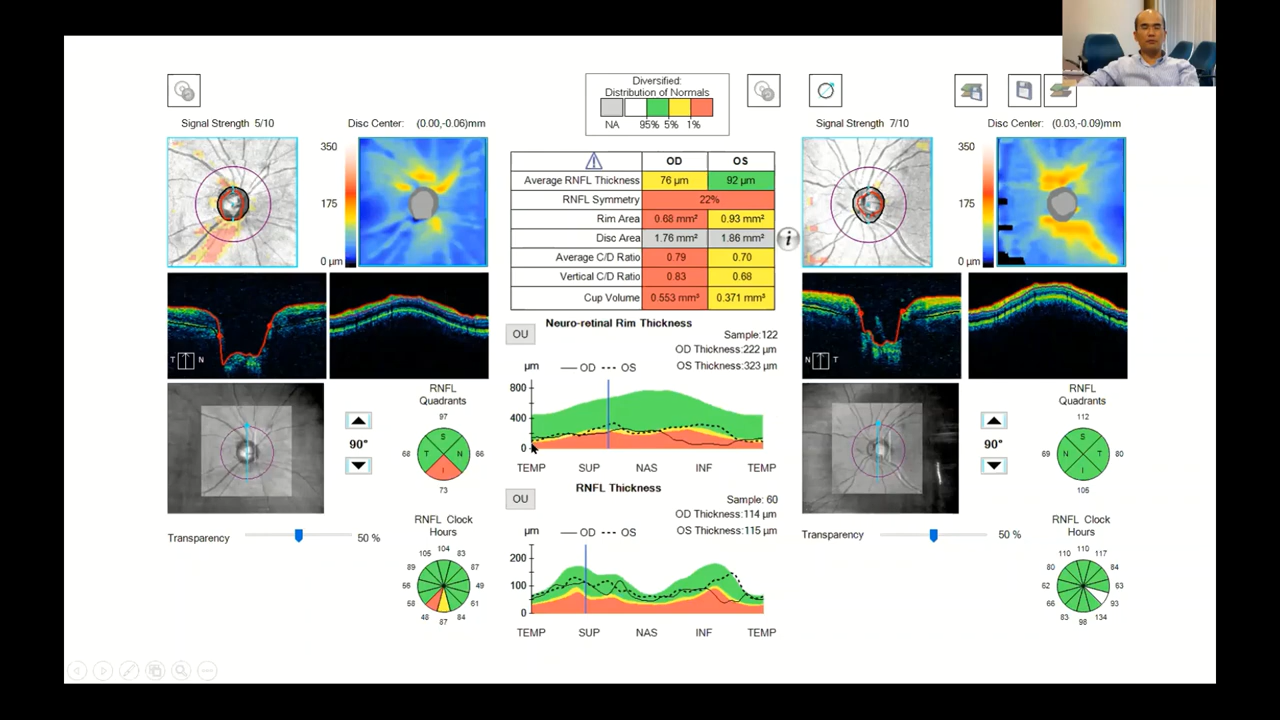 Diversified:
Distribution of Normals
NA 95% 5% 1%
Signal Strength 5/10
Disc Center: (0.00,-0.06)mm
350
175
0 µm
T N
OD OS
Average RNFL Thickness 76 µm 92 µm
RNFL Symmetry 22%
Rim Area 0.68 mm² 0.93 mm²
Disc Area 1.76 mm² 1.86 mm²
Average C/D Ratio 0.79 0.70
Vertical C/D Ratio 0.83 0.68
Cup Volume 0.553 mm³ 0.371 mm³
i
Signal Strength 7/10
Disc Center: (0.03,-0.09)mm
350
175
0 µm
N T
Neuro-retinal Rim Thickness
OU
Sample:122
OD Thickness:222 µm
OS Thickness:323 µm
µm
OD OS
800
400
0
TEMP SUP NAS INF TEMP
RNFL Thickness
OU
Sample: 60
OD Thickness:114 µm
OS Thickness:115 µm
µm
OD OS
200
100
0
TEMP SUP NAS INF TEMP
90°
RNFL
Quadrants
97
S
68 T N 66
I
73
Transparency 50 %
RNFL Clock
Hours
104
105 83
89 87
56 49
58 61
48 84
87
90°
RNFL
Quadrants
112
S
69 N T 80
I
105
Transparency 50 %
RNFL Clock
Hours
110
110 117
80 84
62 63
66 93
83 134
98